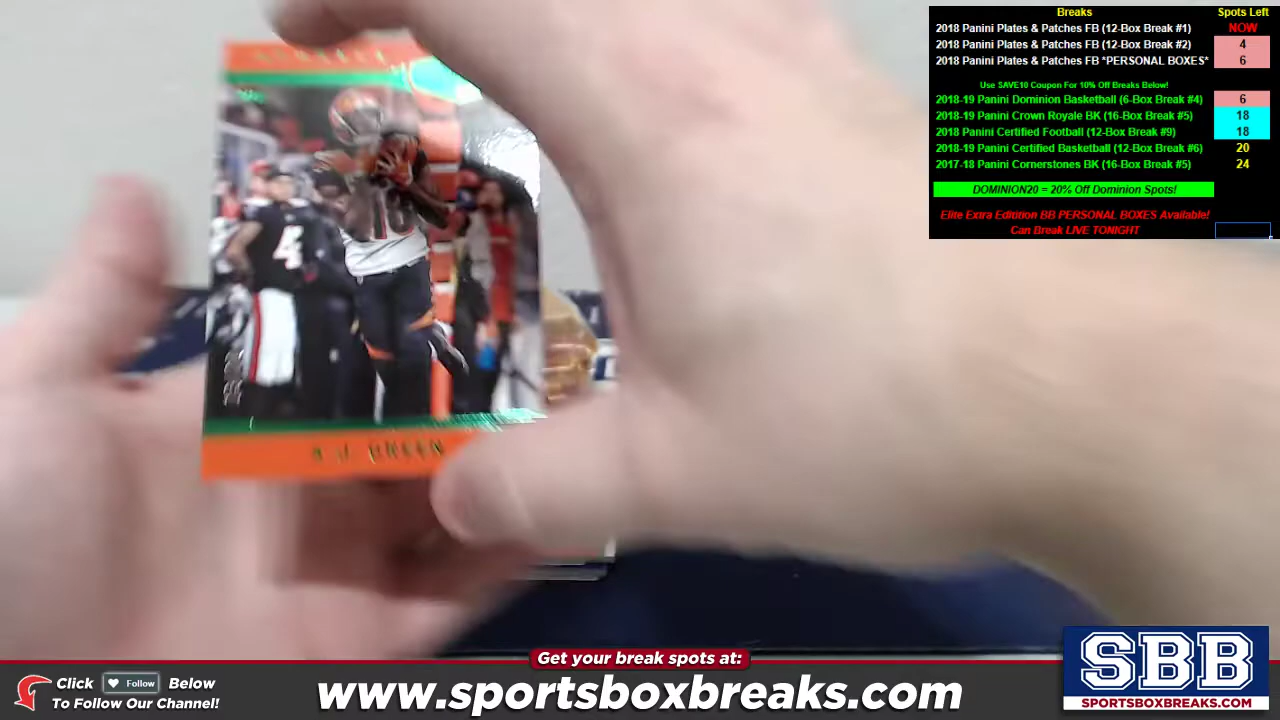 Breaks Spots Left
2018 Panini Plates & Patches FB (12-Box Break #1) NOW
2018 Panini Plates & Patches FB (12-Box Break #2) 4
2018 Panini Plates & Patches FB *PERSONAL BOXES* 6
Use SAVE10 Coupon For 10% Off Breaks Below!
2018-19 Panini Dominion Basketball (6-Box Break #4) 6
2018-19 Panini Crown Royale BK (16-Box Break #5) 18
2018 Panini Certified Football (12-Box Break #9) 18
2018-19 Panini Certified Basketball (12-Box Break #6) 20
2017-18 Panini Cornerstones BK (16-Box Break #5) 24
DOMINION20 = 20% Off Dominion Spots!
Elite Extra Edittion BB PERSONAL BOXES Available!
Can Break LIVE TONIGHT
4
18
A.J. GREEN
Get your break spots at:
Click Follow Below
To Follow Our Channel!
www.sportsboxbreaks.com
SBB
SPORTSBOXBREAKS.COM